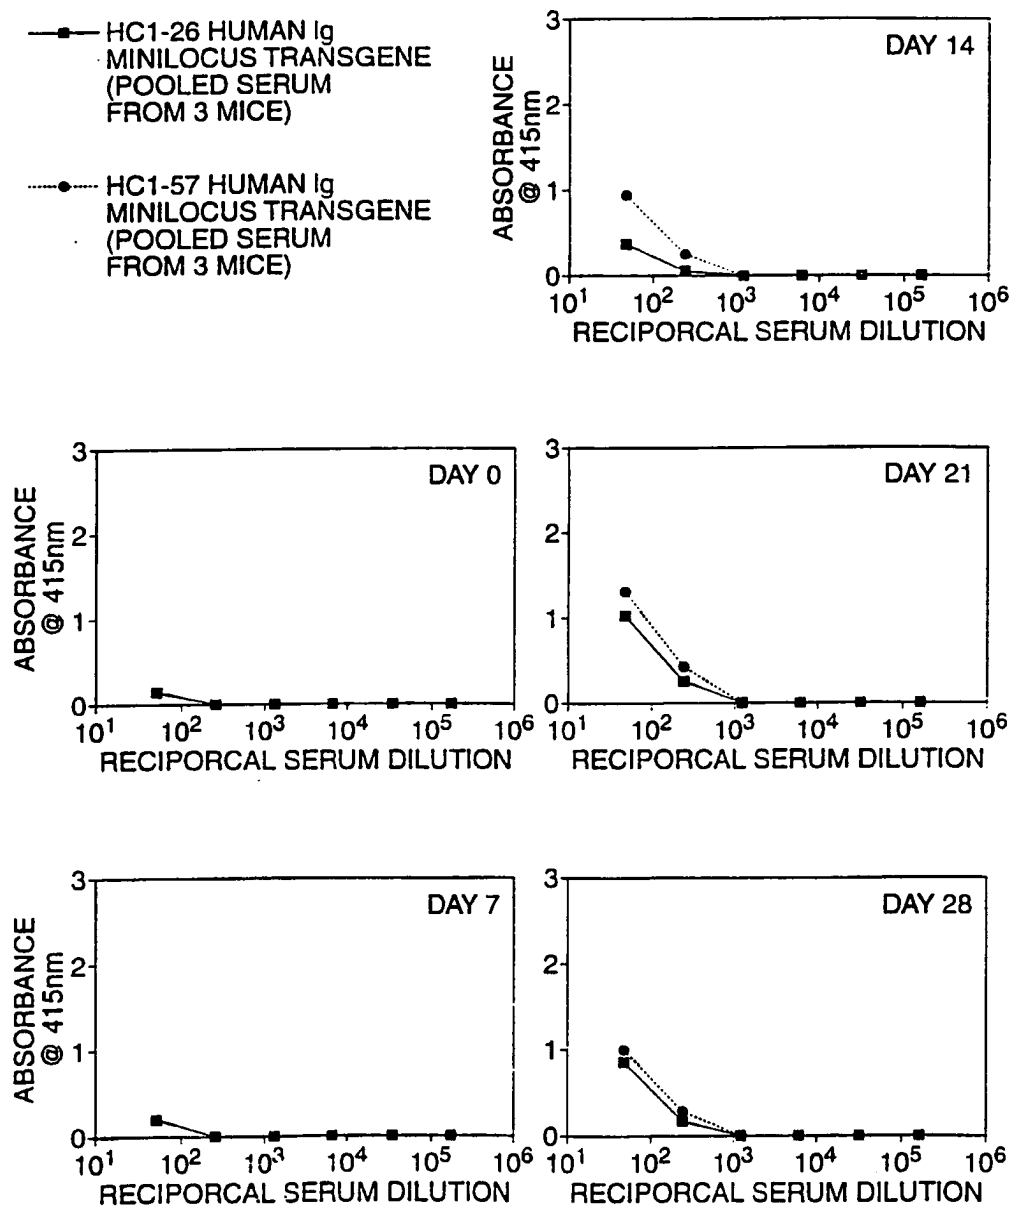 HC1-26 HUMAN Ig
MINILOCUS TRANSGENE
(POOLED SERUM
FROM 3 MICE)
HC1-57 HUMAN Ig
MINILOCUS TRANSGENE
(POOLED SERUM
FROM 3 MICE)
DAY 14
ABSORBANCE
@ 415nm
3
2
1
0
10¹ 10² 10³ 10⁴ 10⁵ 10⁶
RECIPORCAL SERUM DILUTION
DAY 0
ABSORBANCE
@ 415nm
3
2
1
0
10¹ 10² 10³ 10⁴ 10⁵ 10⁶
RECIPORCAL SERUM DILUTION
DAY 21
3
2
1
0
10¹ 10² 10³ 10⁴ 10⁵ 10⁶
RECIPORCAL SERUM DILUTION
DAY 7
ABSORBANCE
@ 415nm
3
2
1
0
10¹ 10² 10³ 10⁴ 10⁵ 10⁶
RECIPORCAL SERUM DILUTION
DAY 28
3
2
1
0
10¹ 10² 10³ 10⁴ 10⁵ 10⁶
RECIPORCAL SERUM DILUTION